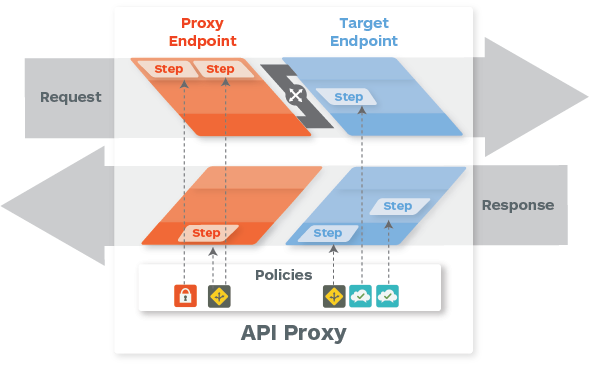 Proxy
Endpoint
Target
Endpoint
Step
Step
Request
Step
Step
Response
Step
Step
Policies
API Proxy